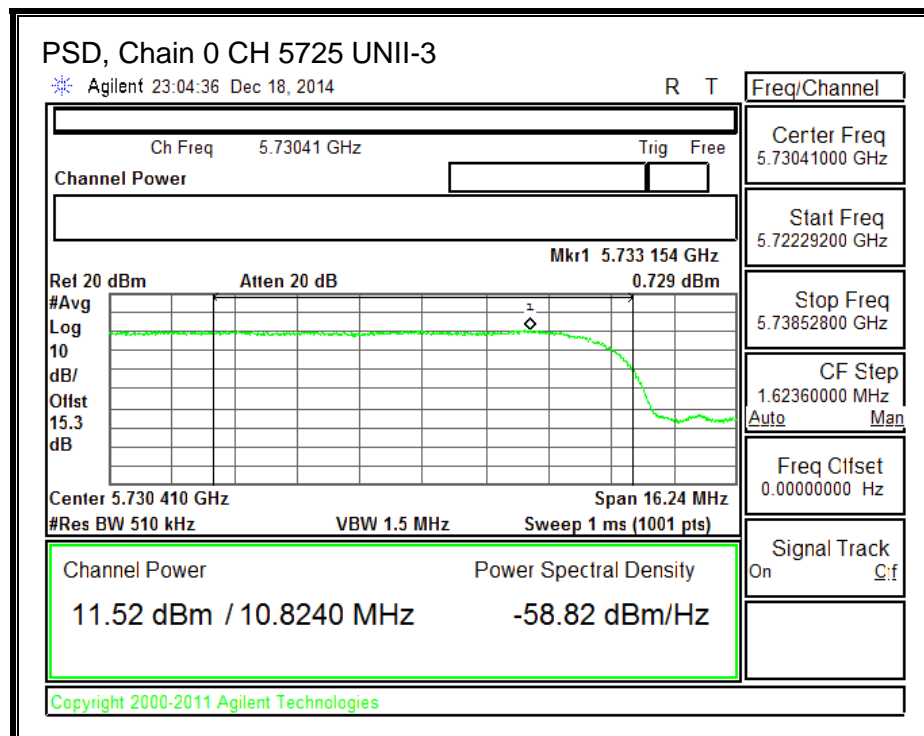 PSD, Chain 0 CH 5725 UNII-3
Agilent 23:04:36 Dec 18, 2014 R T
Freq/Channel
Ch Freq 5.73041 GHz Trig Free
Channel Power
Mkr1 5.733 154 GHz
Ref 20 dBm Atten 20 dB 0.729 dBm
#Avg
Log
10
dB/
Offst
15.3
dB
1
Center 5.730 410 GHz Span 16.24 MHz
#Res BW 510 kHz VBW 1.5 MHz Sweep 1 ms (1001 pts)
Channel Power Power Spectral Density
11.52 dBm / 10.8240 MHz -58.82 dBm/Hz
Copyright 2000-2011 Agilent Technologies
Center Freq
5.73041000 GHz
Start Freq
5.72229200 GHz
Stop Freq
5.73852800 GHz
CF Step
1.62360000 MHz
Auto Man
Freq Offset
0.00000000 Hz
Signal Track
On Off